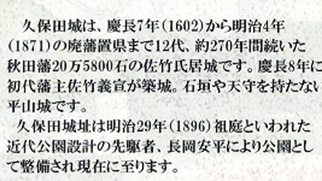 久保田城は、慶長7年(1602)から明治4年
(1871)の廃藩置県まで12代、約270年間続いた
秋田藩20万5800石の佐竹氏居城です。慶長8年に
初代藩主佐竹義宣が築城。石垣や天守を持たない
平山城です。
久保田城址は明治29年(1896)祖庭といわれた
近代公園設計の先駆者、長岡安平により公園とし
て整備され現在に至ります。